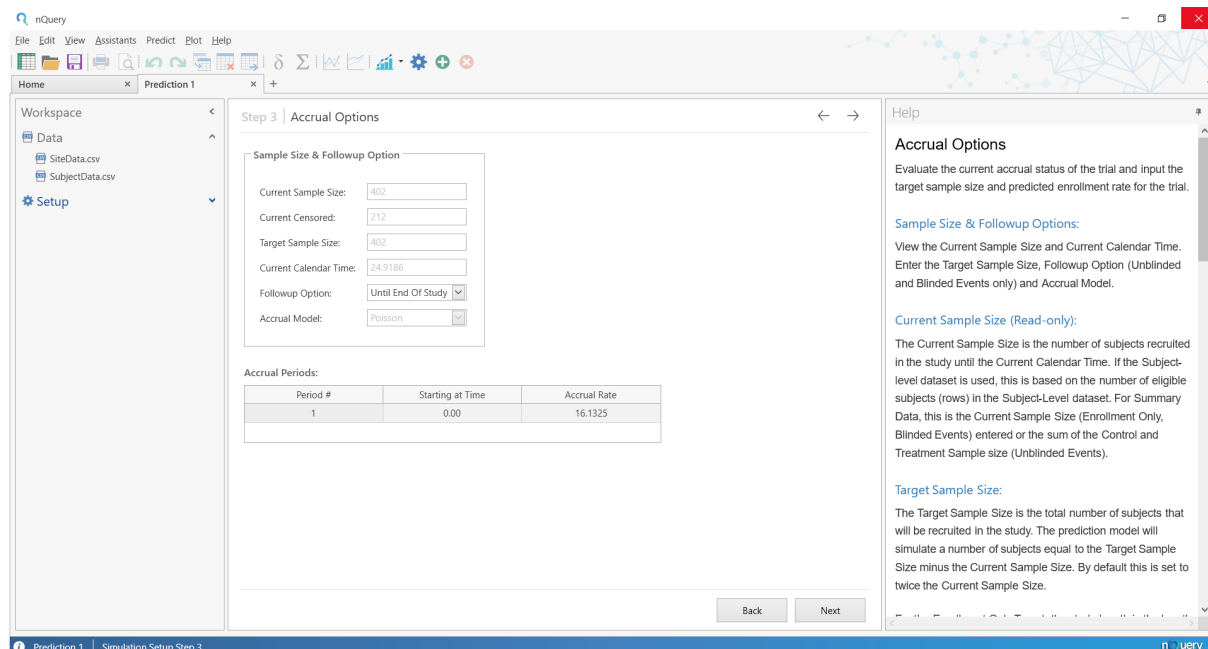 nQuery
File Edit View Assistants Predict Plot Help
Home × Prediction 1 × +
Workspace
Data
SiteData.csv
SubjectData.csv
Setup
Step 3 | Accrual Options
Sample Size & Followup Option
Current Sample Size: 402
Current Censored: 212
Target Sample Size: 402
Current Calendar Time: 24.9186
Followup Option: Until End Of Study
Accrual Model: Poisson
Accrual Periods:
Period # Starting at Time Accrual Rate
1 0.00 16.1325
Back Next
Help
Accrual Options
Evaluate the current accrual status of the trial and input the
target sample size and predicted enrollment rate for the trial.
Sample Size & Followup Options:
View the Current Sample Size and Current Calendar Time.
Enter the Target Sample Size, Followup Option (Unblinded
and Blinded Events only) and Accrual Model.
Current Sample Size (Read-only):
The Current Sample Size is the number of subjects recruited
in the study until the Current Calendar Time. If the Subject-
level dataset is used, this is based on the number of eligible
subjects (rows) in the Subject-Level dataset. For Summary
Data, this is the Current Sample Size (Enrollment Only,
Blinded Events) entered or the sum of the Control and
Treatment Sample size (Unblinded Events).
Target Sample Size:
The Target Sample Size is the total number of subjects that
will be recruited in the study. The prediction model will
simulate a number of subjects equal to the Target Sample
Size minus the Current Sample Size. By default this is set to
twice the Current Sample Size.
Prediction 1 | Simulation Setup Step 3
nQuery